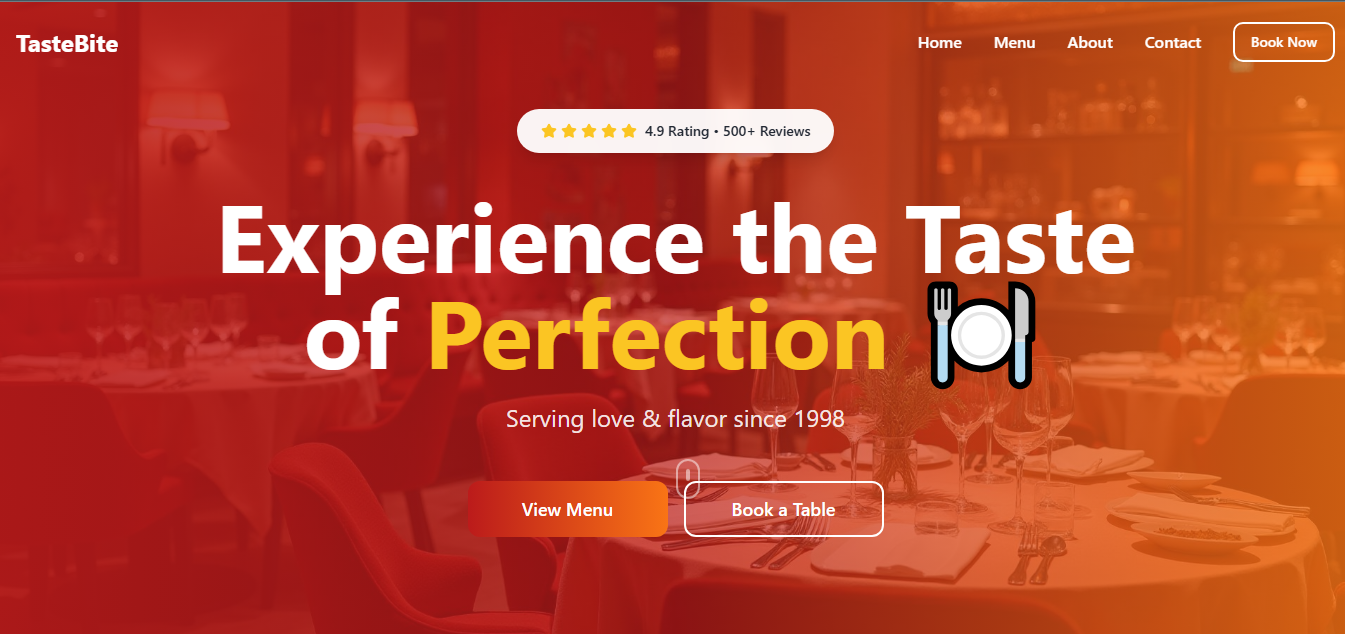 TasteBite
Home Menu About Contact Book Now
4.9 Rating • 500+ Reviews
Experience the Taste
of Perfection 🍽️
Serving love & flavor since 1998
View Menu Book a Table